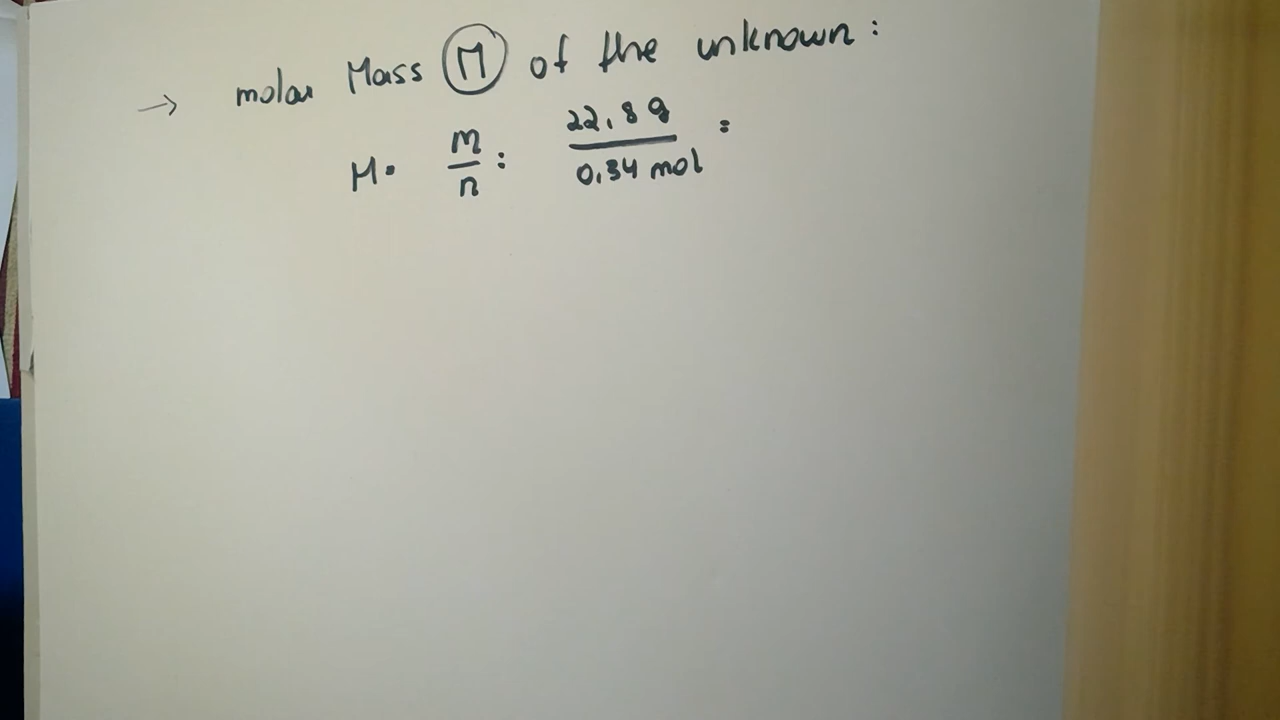 → molar Mass M of the unknown:
M= m/n = 22,8 g / 0,34 mol =